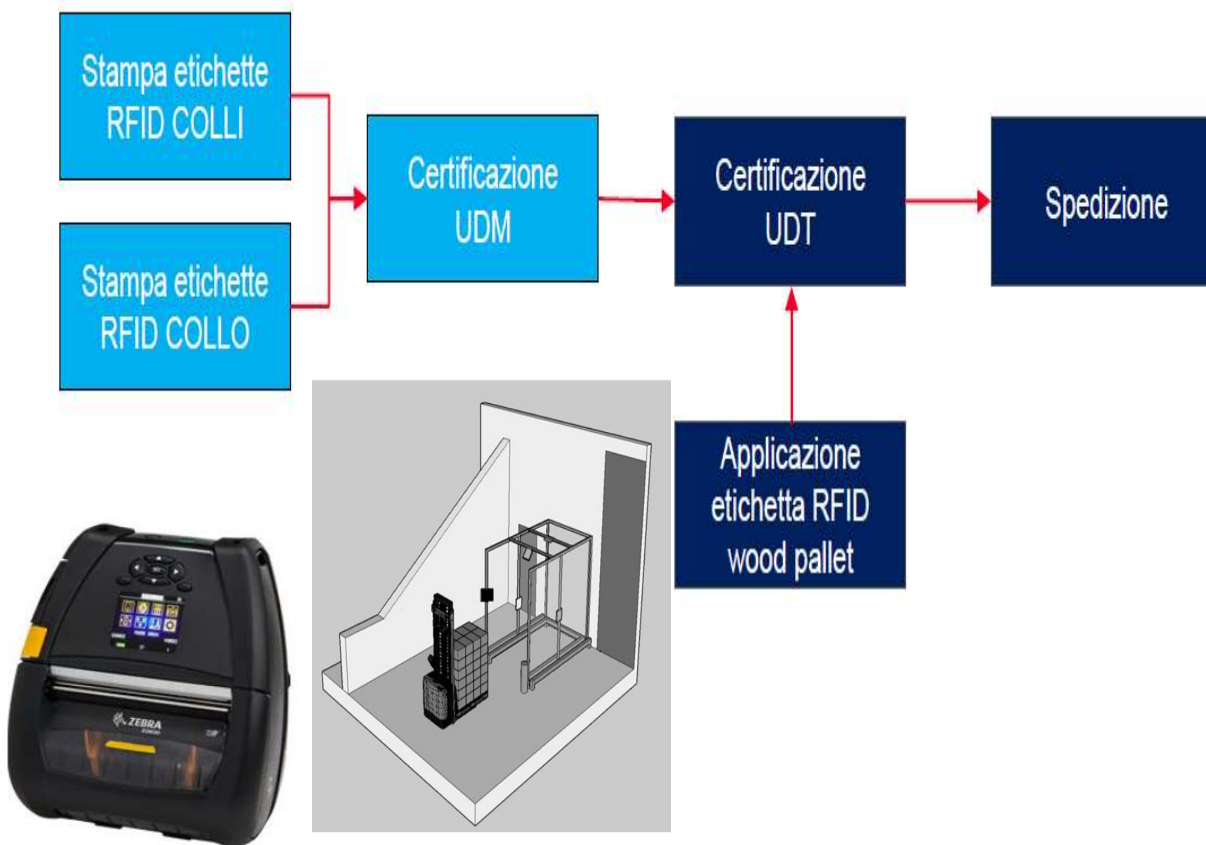 Stampa etichette
RFID COLLI
Stampa etichette
RFID COLLO
Certificazione
UDM
Certificazione
UDT
Spedizione
Applicazione
etichetta RFID
wood pallet
ZEBRA